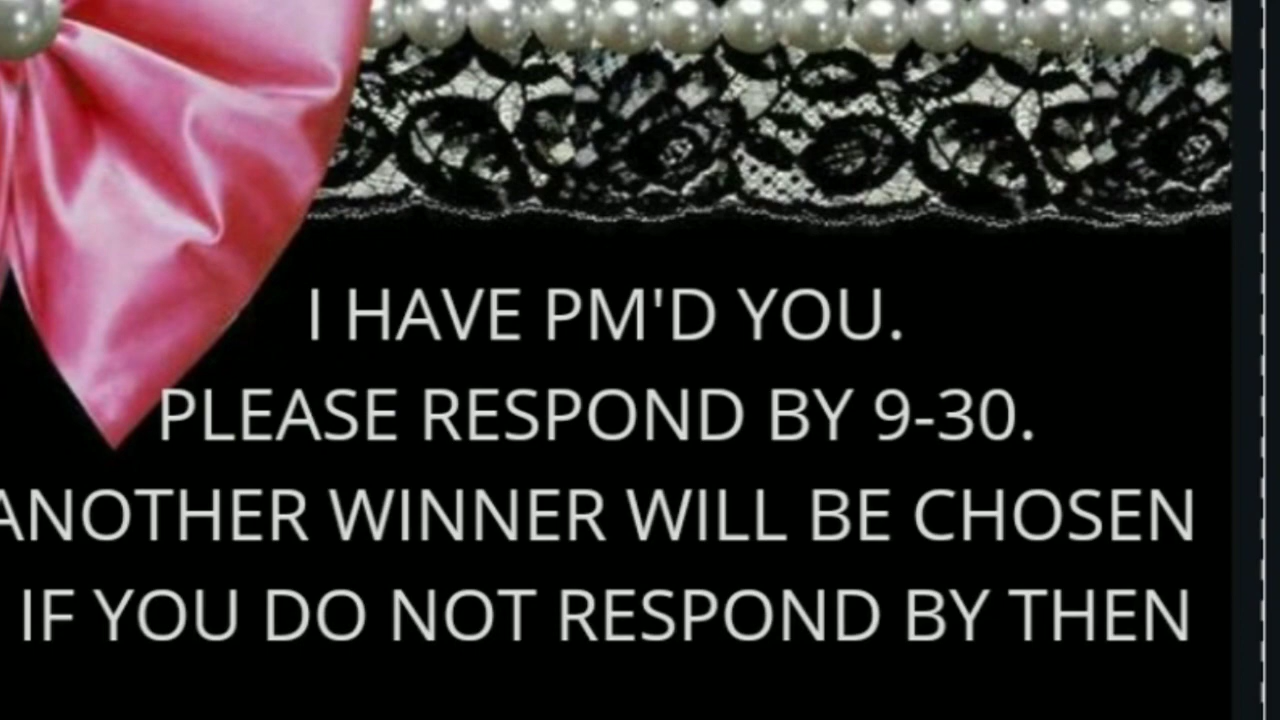 I HAVE PM'D YOU.
PLEASE RESPOND BY 9-30.
ANOTHER WINNER WILL BE CHOSEN
IF YOU DO NOT RESPOND BY THEN